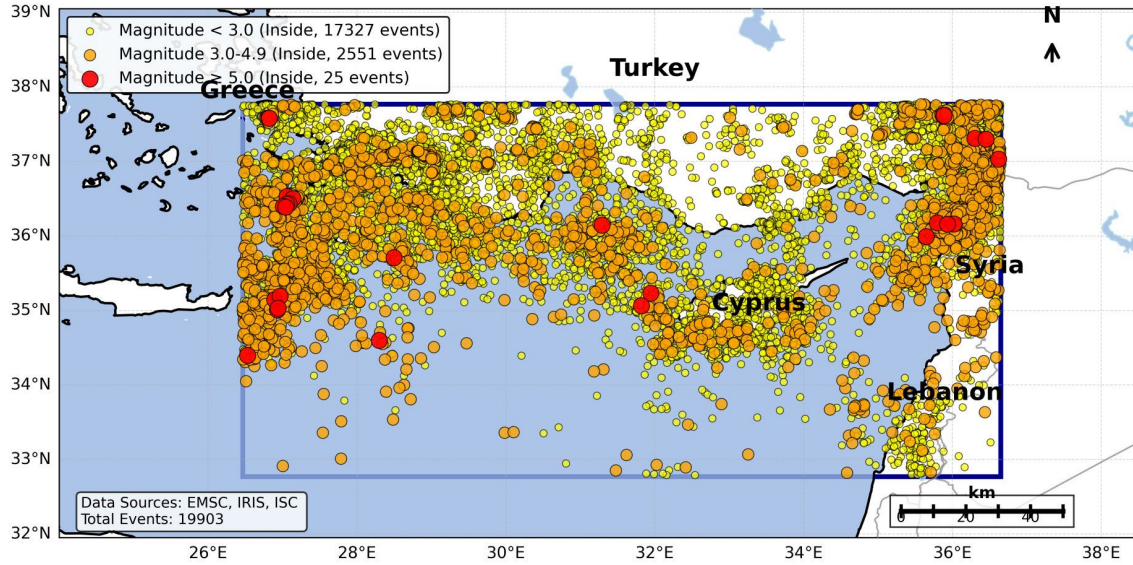 39°N
38°N
37°N
36°N
35°N
34°N
33°N
32°N
Magnitude < 3.0 (Inside, 17327 events)
Magnitude 3.0-4.9 (Inside, 2551 events)
Magnitude ≥ 5.0 (Inside, 25 events)
N
Turkey
Greece
Syria
Cyprus
Lebanon
Data Sources: EMSC, IRIS, ISC
Total Events: 19903
km
0 20 40
26°E 28°E 30°E 32°E 34°E 36°E 38°E